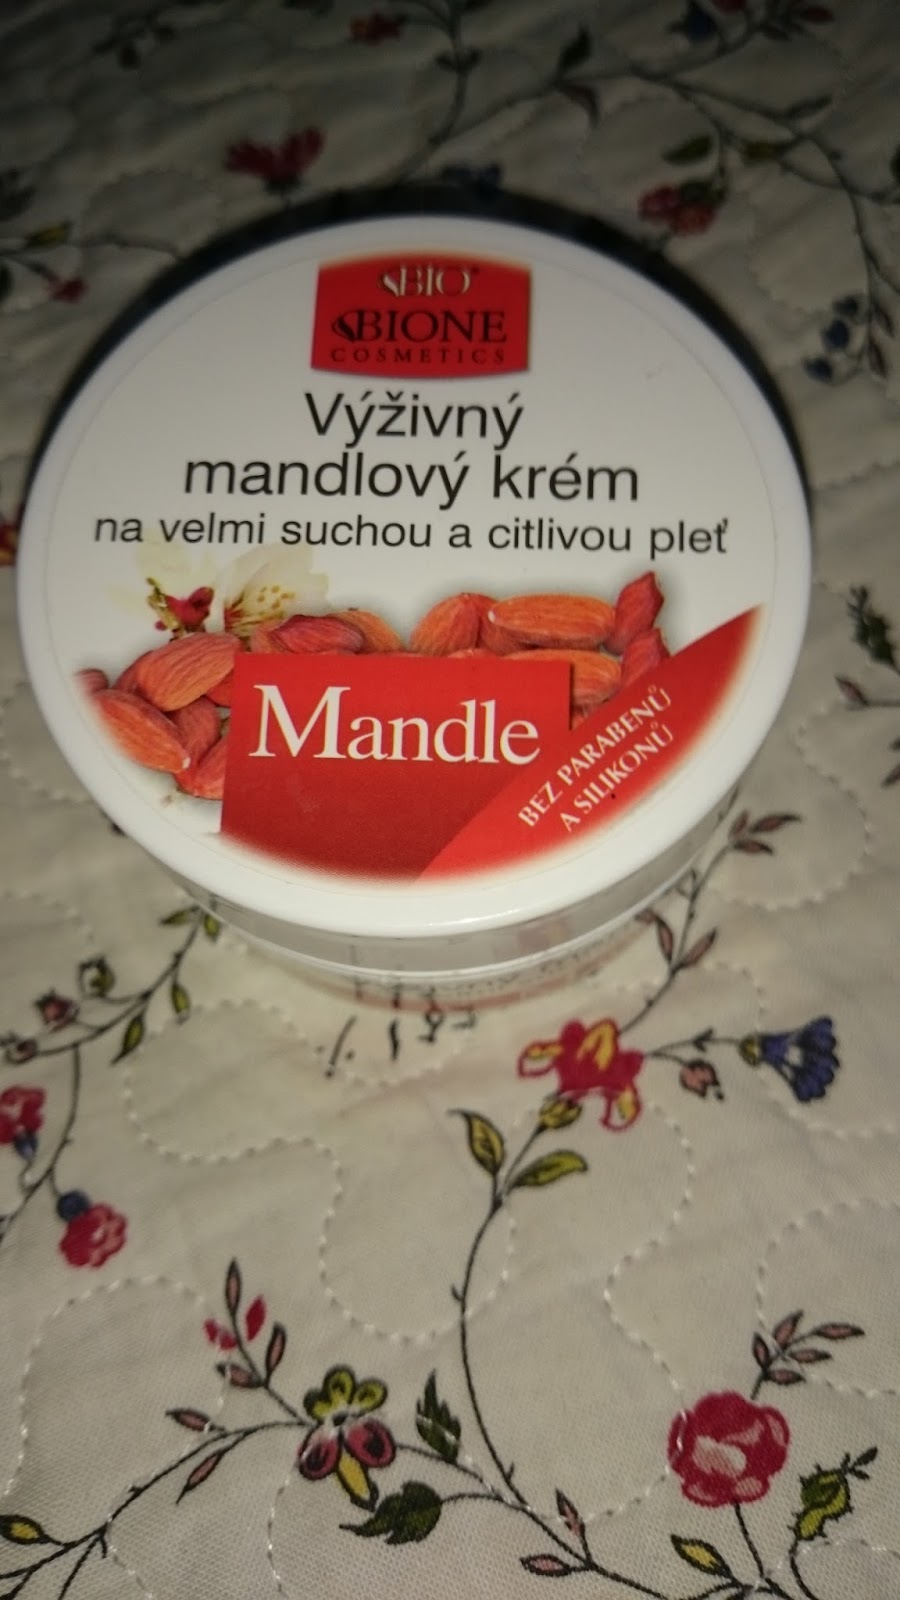 BIO
BIONE
COSMETICS
Výživný
mandlový krém
na velmi suchou a citlivou pleť
Mandle
BEZ PARABENŮ
A SILIKONŮ